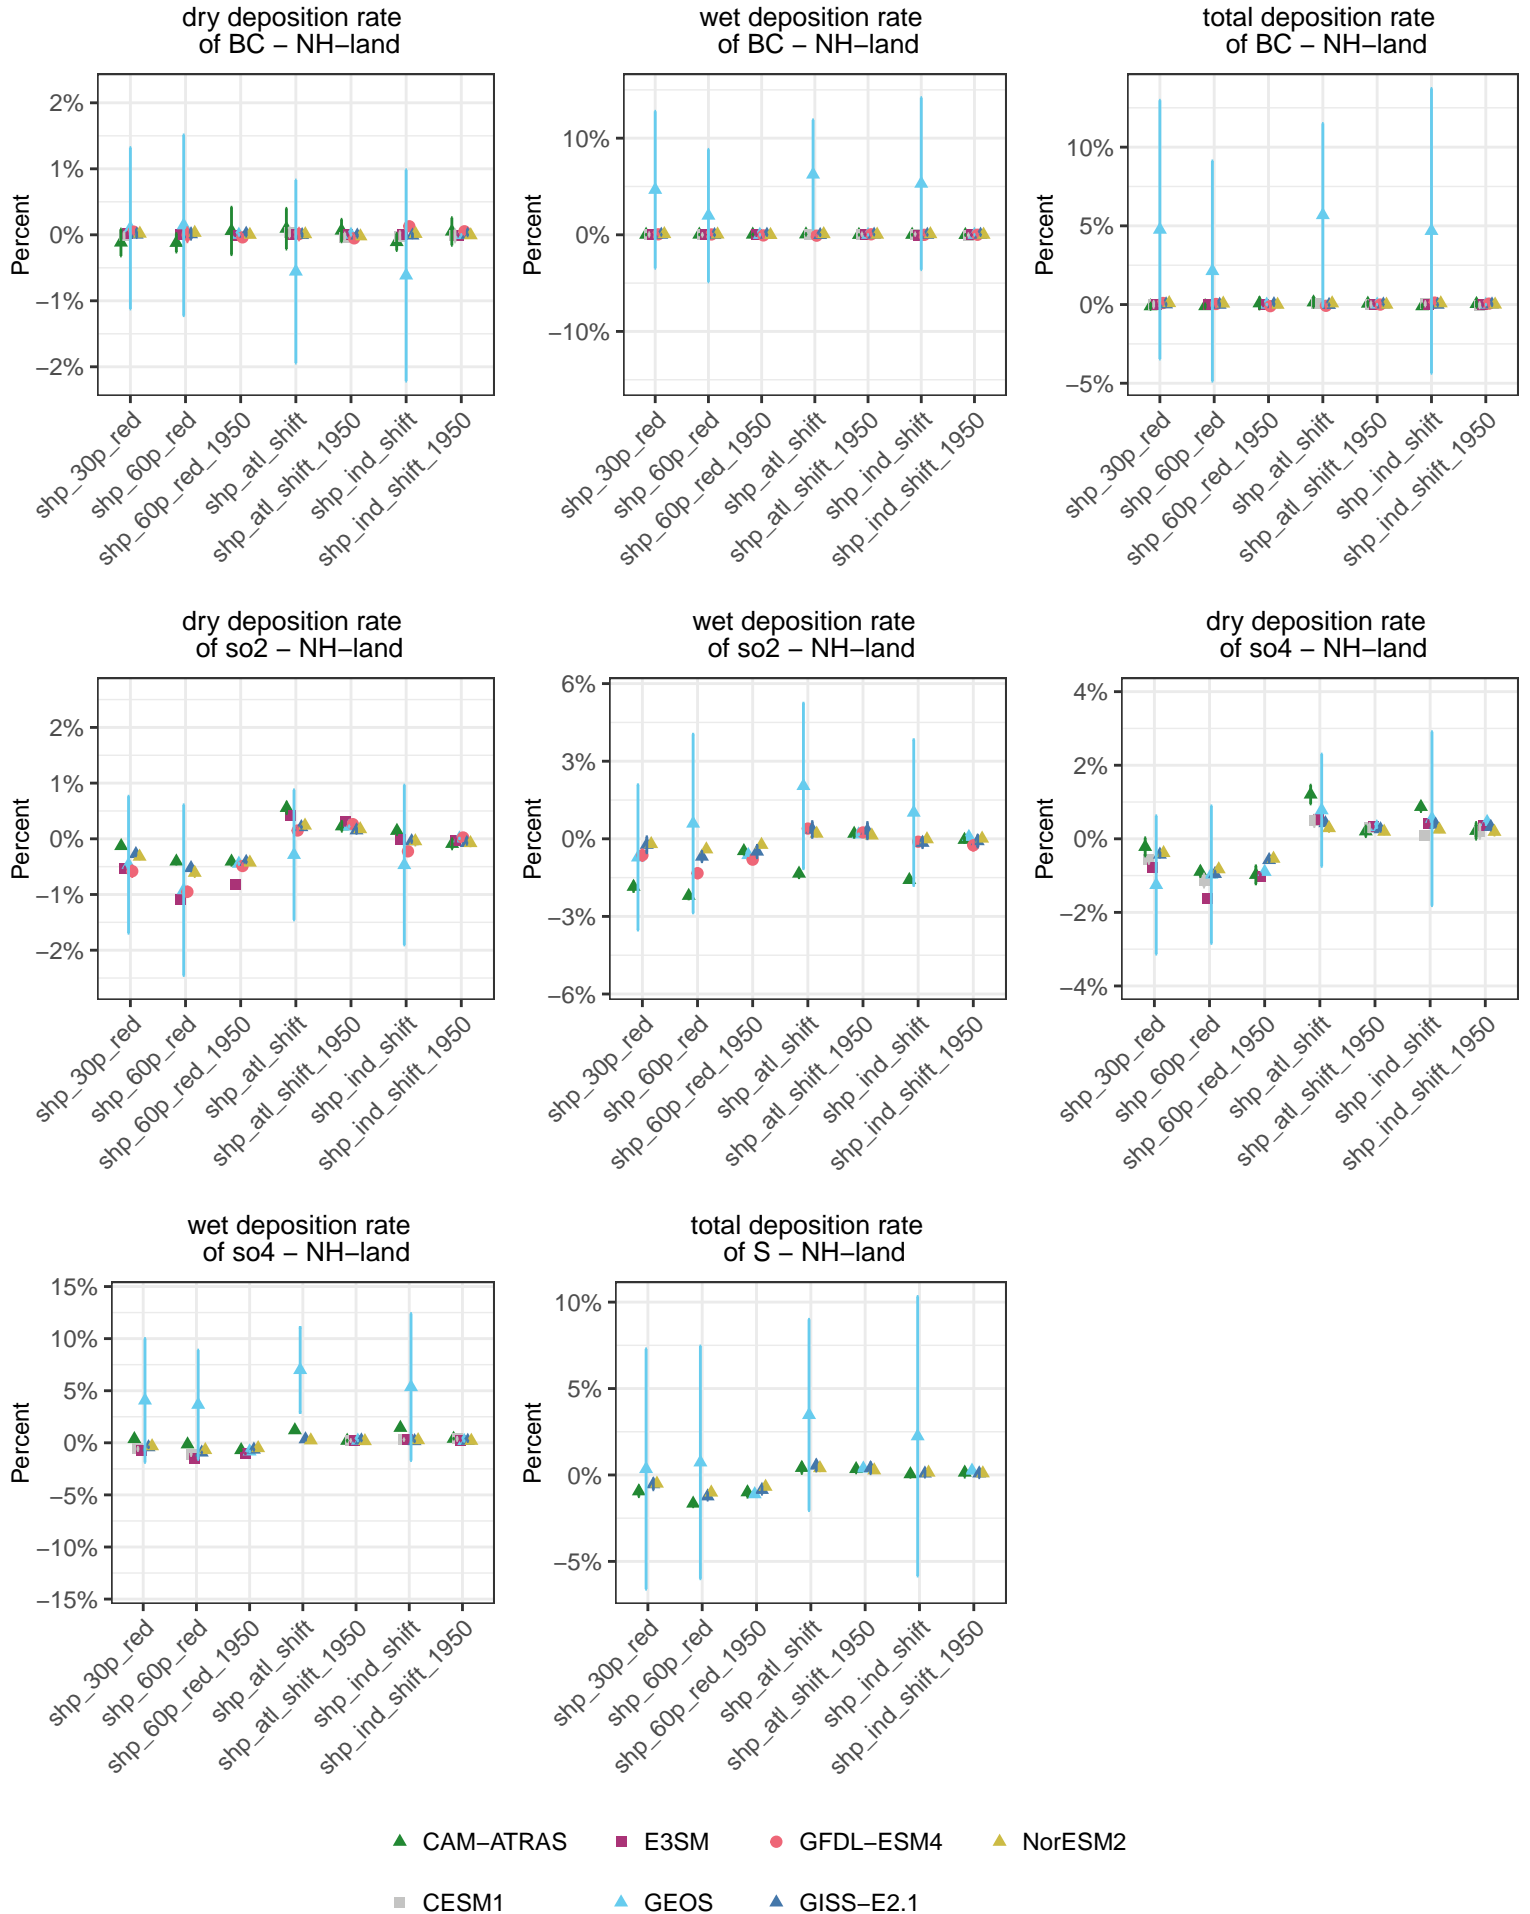 dry deposition rate
of BC − NH−land
Percent
2%
1%
0%
−1%
−2%
shp_30p_red
shp_60p_red
shp_60p_red_1950
shp_atl_shift
shp_atl_shift_1950
shp_ind_shift
shp_ind_shift_1950
wet deposition rate
of BC − NH−land
Percent
10%
0%
−10%
shp_30p_red
shp_60p_red
shp_60p_red_1950
shp_atl_shift
shp_atl_shift_1950
shp_ind_shift
shp_ind_shift_1950
total deposition rate
of BC − NH−land
Percent
10%
5%
0%
−5%
shp_30p_red
shp_60p_red
shp_60p_red_1950
shp_atl_shift
shp_atl_shift_1950
shp_ind_shift
shp_ind_shift_1950
dry deposition rate
of so2 − NH−land
Percent
2%
1%
0%
−1%
−2%
shp_30p_red
shp_60p_red
shp_60p_red_1950
shp_atl_shift
shp_atl_shift_1950
shp_ind_shift
shp_ind_shift_1950
wet deposition rate
of so2 − NH−land
Percent
6%
3%
0%
−3%
−6%
shp_30p_red
shp_60p_red
shp_60p_red_1950
shp_atl_shift
shp_atl_shift_1950
shp_ind_shift
shp_ind_shift_1950
dry deposition rate
of so4 − NH−land
Percent
4%
2%
0%
−2%
−4%
shp_30p_red
shp_60p_red
shp_60p_red_1950
shp_atl_shift
shp_atl_shift_1950
shp_ind_shift
shp_ind_shift_1950
wet deposition rate
of so4 − NH−land
Percent
15%
10%
5%
0%
−5%
−10%
−15%
shp_30p_red
shp_60p_red
shp_60p_red_1950
shp_atl_shift
shp_atl_shift_1950
shp_ind_shift
shp_ind_shift_1950
total deposition rate
of S − NH−land
Percent
10%
5%
0%
−5%
shp_30p_red
shp_60p_red
shp_60p_red_1950
shp_atl_shift
shp_atl_shift_1950
shp_ind_shift
shp_ind_shift_1950
CAM−ATRAS E3SM GFDL−ESM4 NorESM2
CESM1 GEOS GISS−E2.1